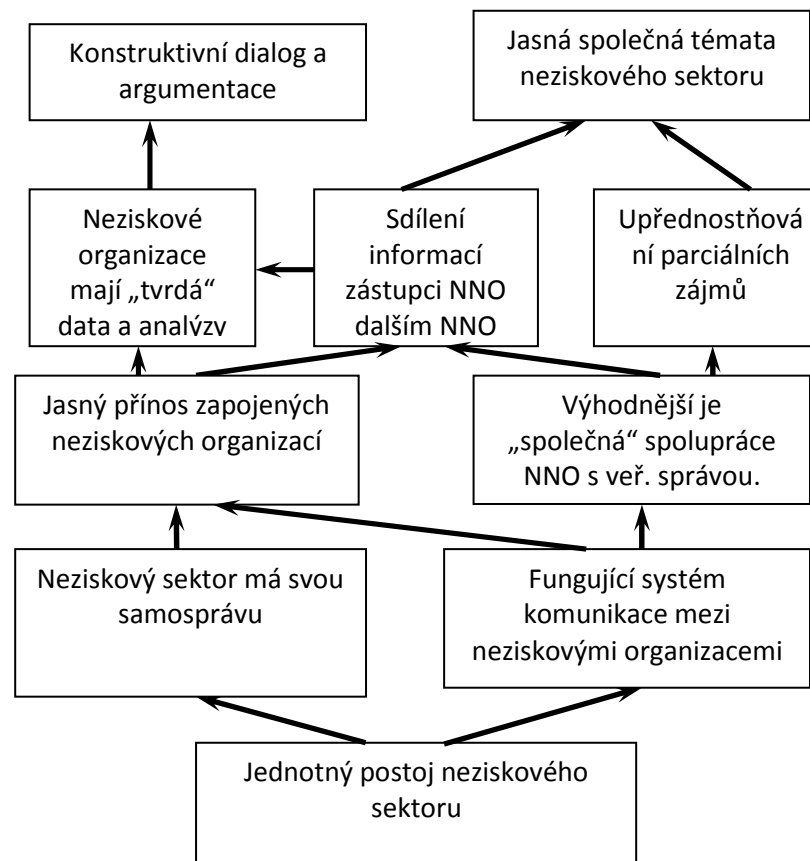 Konstruktivní dialog a
argumentace
Jasná společná témata
neziskového sektoru
Neziskové
organizace
mají „tvrdá“
data a analýzy
Sdílení
informací
zástupci NNO
dalším NNO
Upřednostňová
ní parciálních
zájmů
Jasný přínos zapojených
neziskových organizací
Výhodnější je
„společná“ spolupráce
NNO s veř. správou.
Neziskový sektor má svou
samosprávu
Fungující systém
komunikace mezi
neziskovými organizacemi
Jednotný postoj neziskového
sektoru